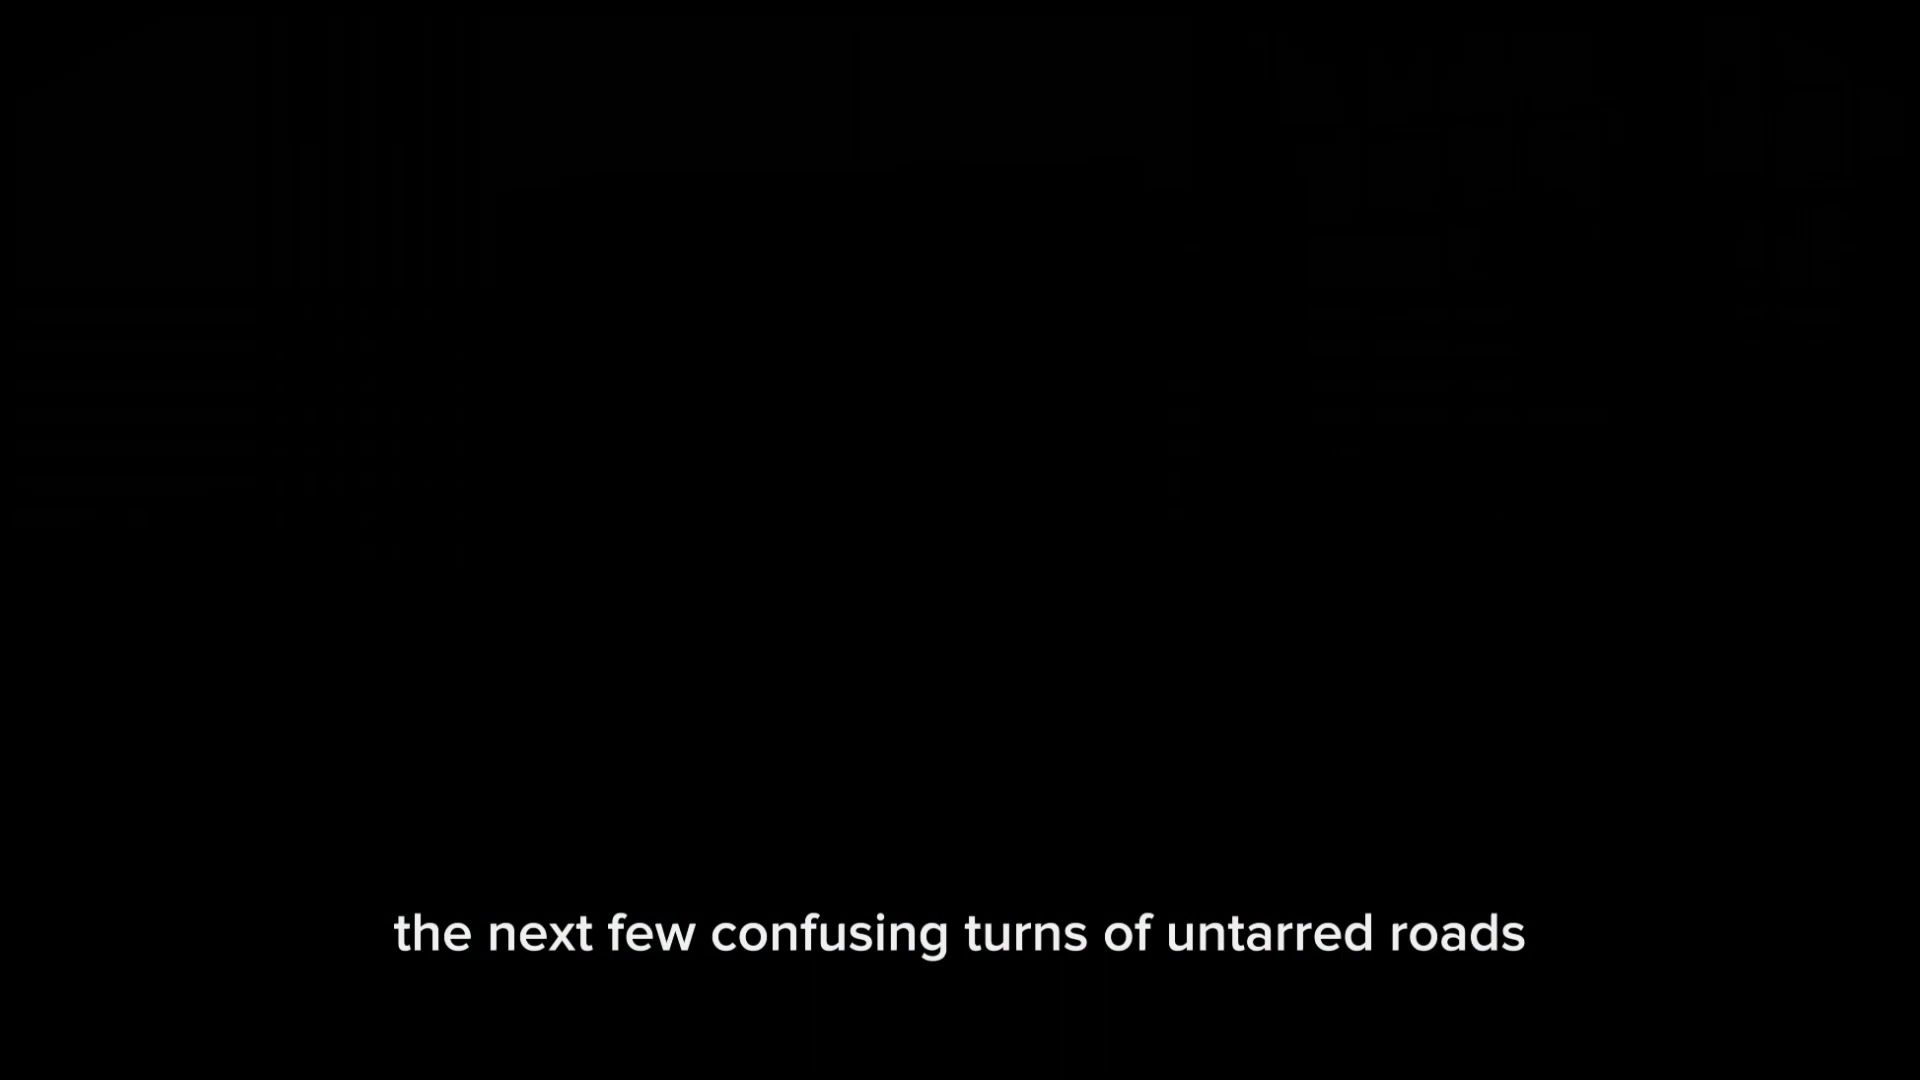 the next few confusing turns of untarred roads